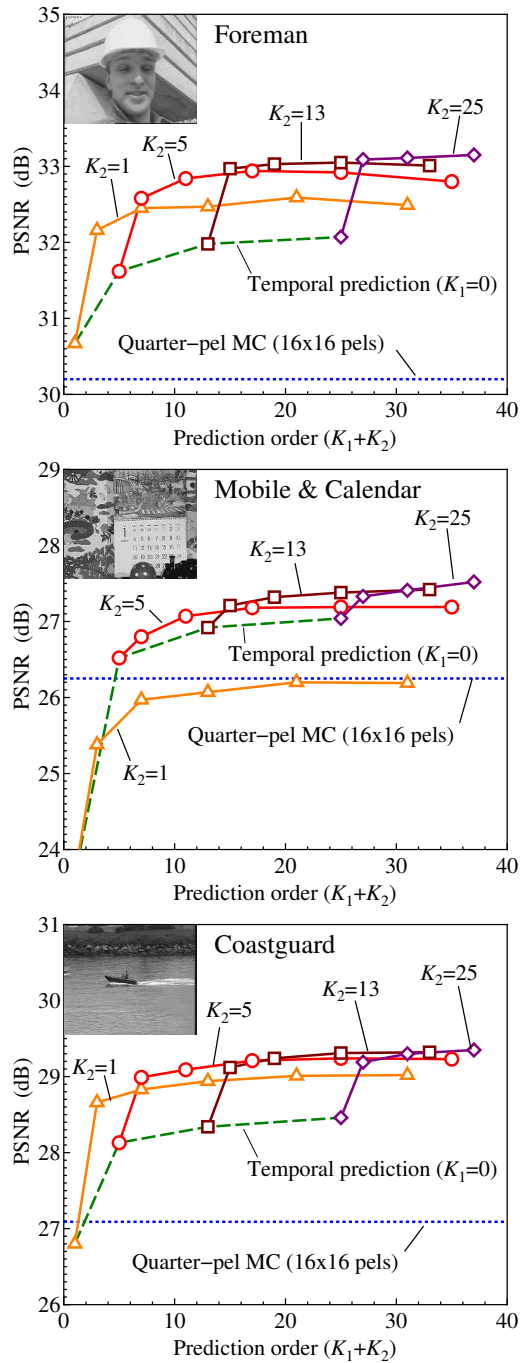 Foreman
35
34
33
32
31
30
PSNR (dB)
K2=13
K2=25
K2=5
K2=1
Temporal prediction (K1=0)
Quarter−pel MC (16x16 pels)
0 10 20 30 40
Prediction order (K1+K2)
Mobile & Calendar
29
28
27
26
25
24
PSNR (dB)
K2=25
K2=13
K2=5
Temporal prediction (K1=0)
Quarter−pel MC (16x16 pels)
K2=1
0 10 20 30 40
Prediction order (K1+K2)
Coastguard
31
30
29
28
27
26
PSNR (dB)
K2=25
K2=13
K2=5
K2=1
Temporal prediction (K1=0)
Quarter−pel MC (16x16 pels)
0 10 20 30 40
Prediction order (K1+K2)